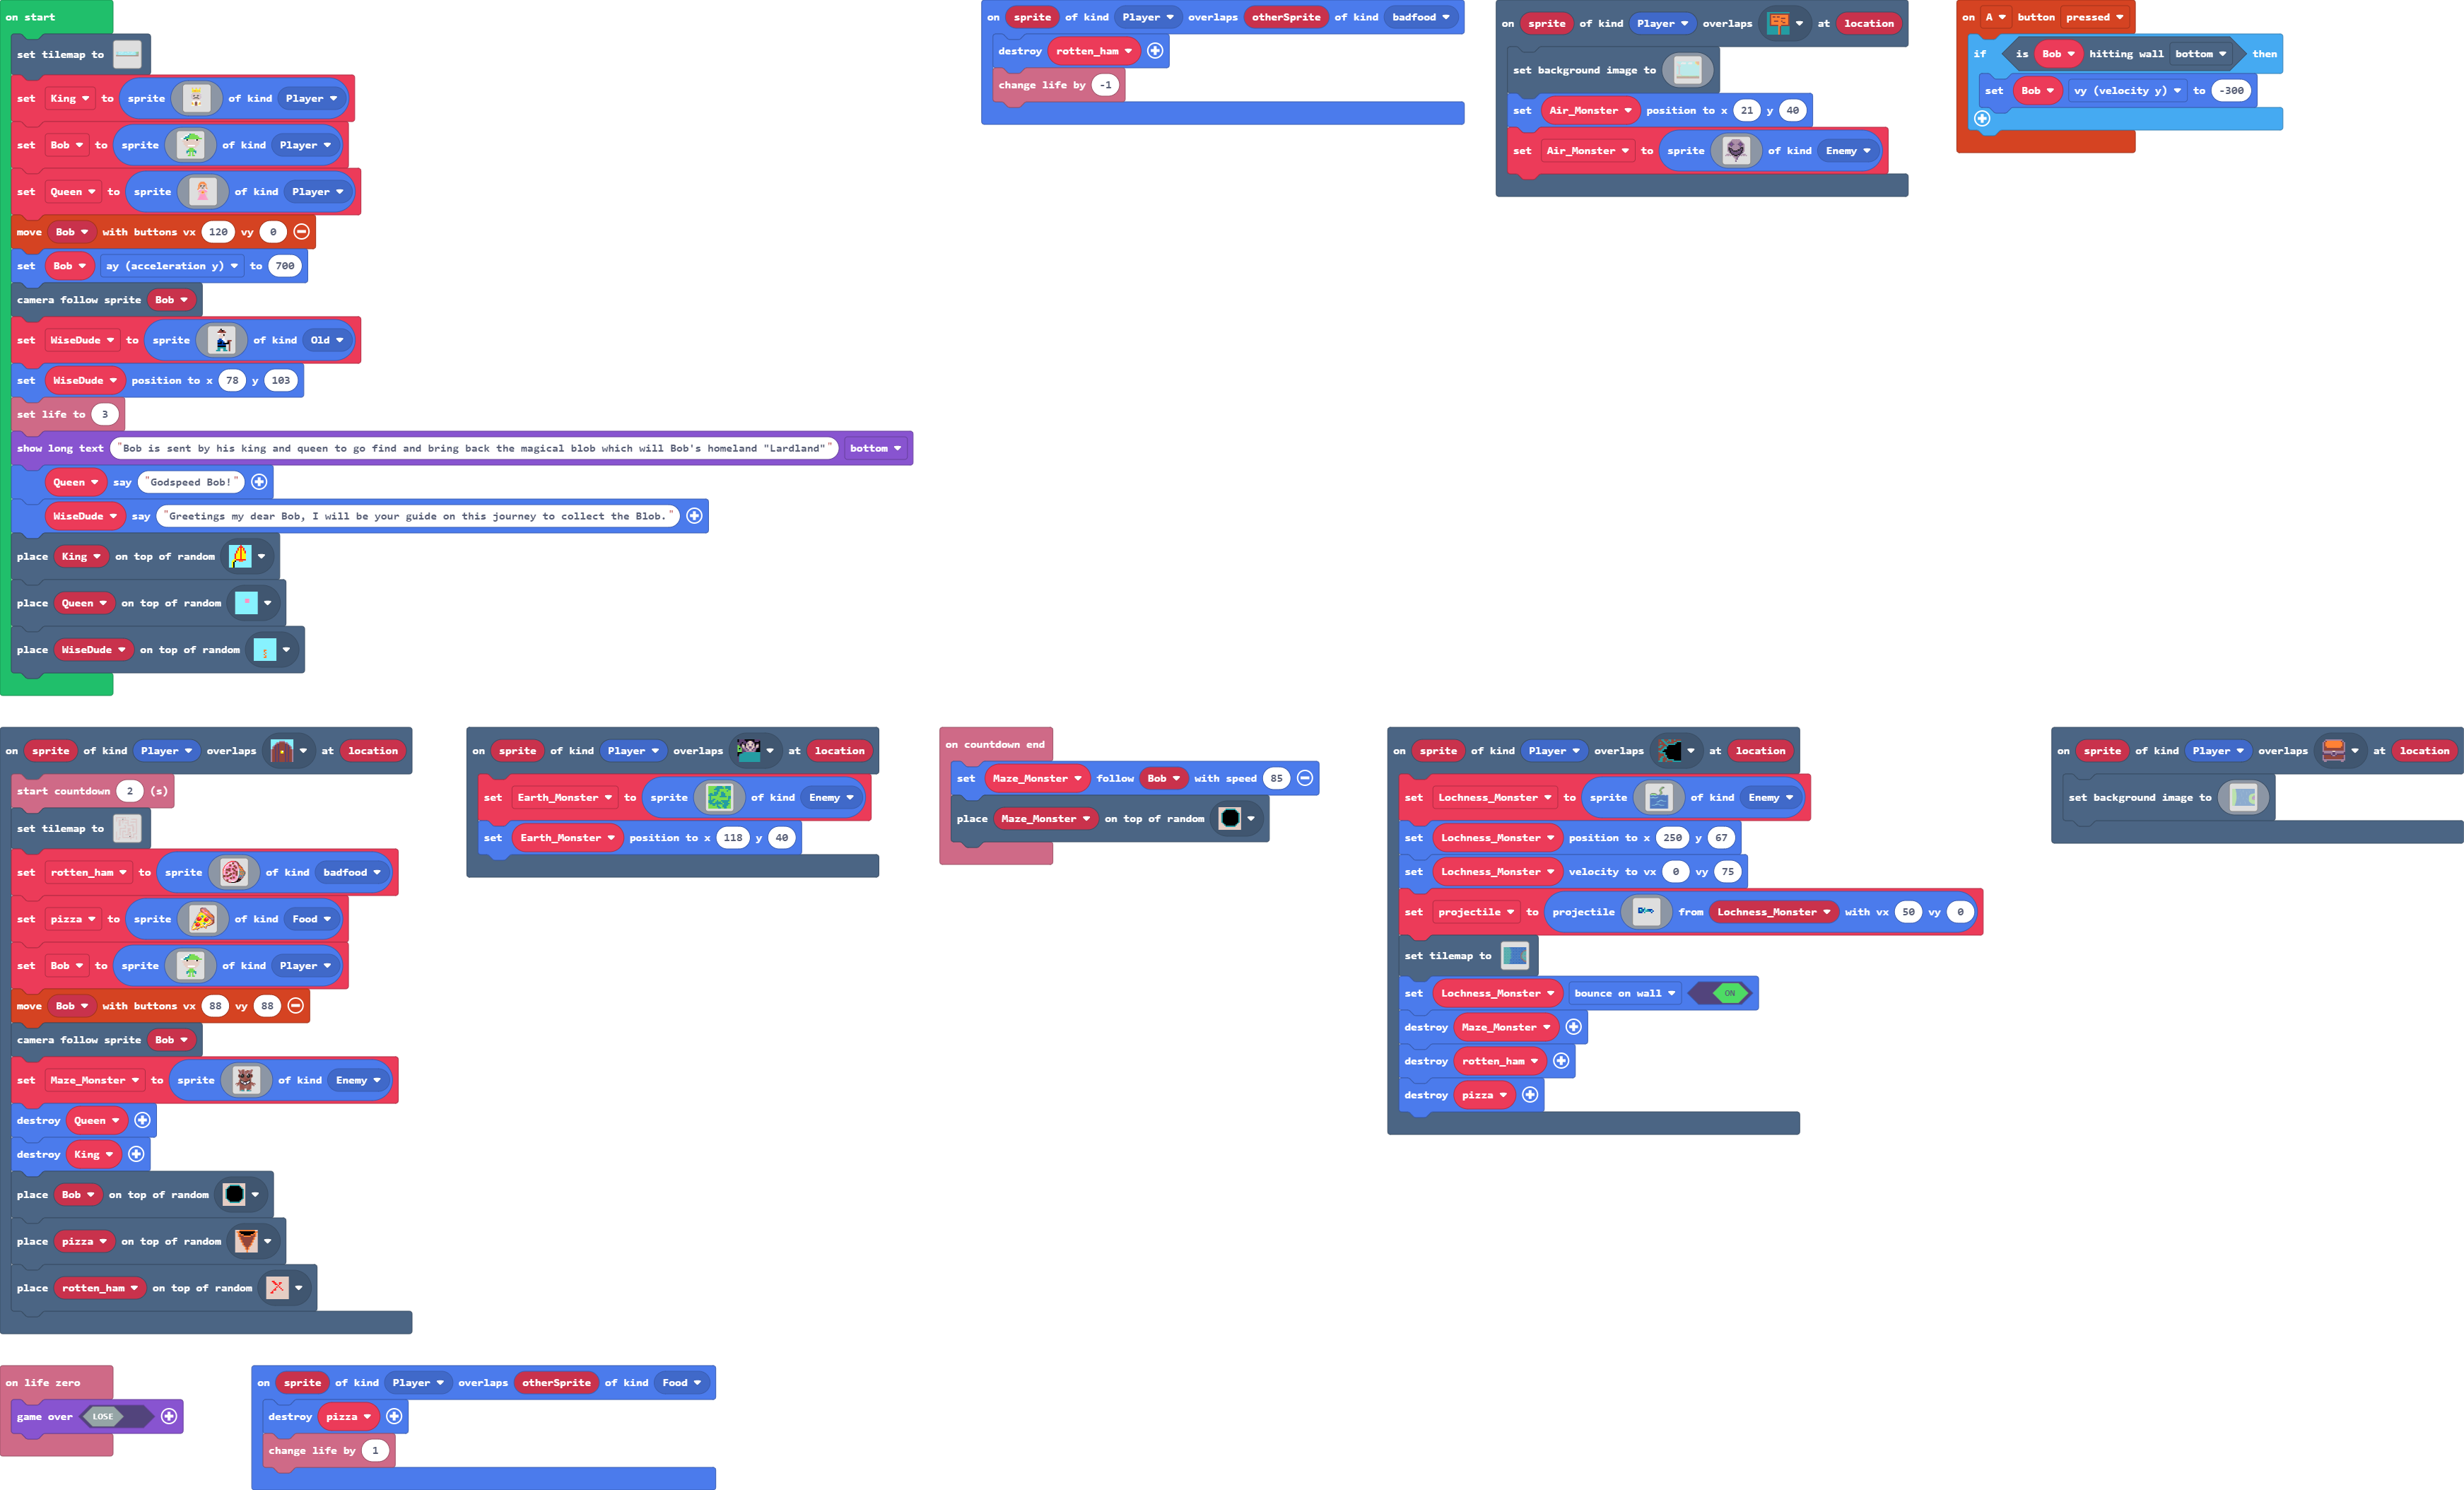 on start
set tilemap to
set King to sprite of kind Player
set Bob to sprite of kind Player
set Queen to sprite of kind Player
move Bob with buttons vx 120 vy 0
set Bob ay (acceleration y) to 700
camera follow sprite Bob
set WiseDude to sprite of kind Old
set WiseDude position to x 78 y 103
set life to 3
show long text "Bob is sent by his king and queen to go find and bring back the magical blob which will Bob's homeland "Lardland"" bottom
Queen say "Godspeed Bob!"
WiseDude say "Greetings my dear Bob, I will be your guide on this journey to collect the Blob."
place King on top of random
place Queen on top of random
place WiseDude on top of random
on sprite of kind Player overlaps otherSprite of kind badfood
destroy rotten_ham
change life by -1
on sprite of kind Player overlaps at location
set background image to
set Air_Monster position to x 21 y 40
set Air_Monster to sprite of kind Enemy
on A button pressed
if is Bob hitting wall bottom then
set Bob vy (velocity y) to -300
on sprite of kind Player overlaps at location
start countdown 2 (s)
set tilemap to
set rotten_ham to sprite of kind badfood
set pizza to sprite of kind Food
set Bob to sprite of kind Player
move Bob with buttons vx 88 vy 88
camera follow sprite Bob
set Maze_Monster to sprite of kind Enemy
destroy Queen
destroy King
place Bob on top of random
place pizza on top of random
place rotten_ham on top of random
on sprite of kind Player overlaps at location
set Earth_Monster to sprite of kind Enemy
set Earth_Monster position to x 118 y 40
on countdown end
set Maze_Monster follow Bob with speed 85
place Maze_Monster on top of random
on sprite of kind Player overlaps at location
set Lochness_Monster to sprite of kind Enemy
set Lochness_Monster position to x 250 y 67
set Lochness_Monster velocity to vx 0 vy 75
set projectile to projectile from Lochness_Monster with vx 50 vy 0
set tilemap to
set Lochness_Monster bounce on wall ON
destroy Maze_Monster
destroy rotten_ham
destroy pizza
on sprite of kind Player overlaps at location
set background image to
on life zero
game over LOSE
on sprite of kind Player overlaps otherSprite of kind Food
destroy pizza
change life by 1